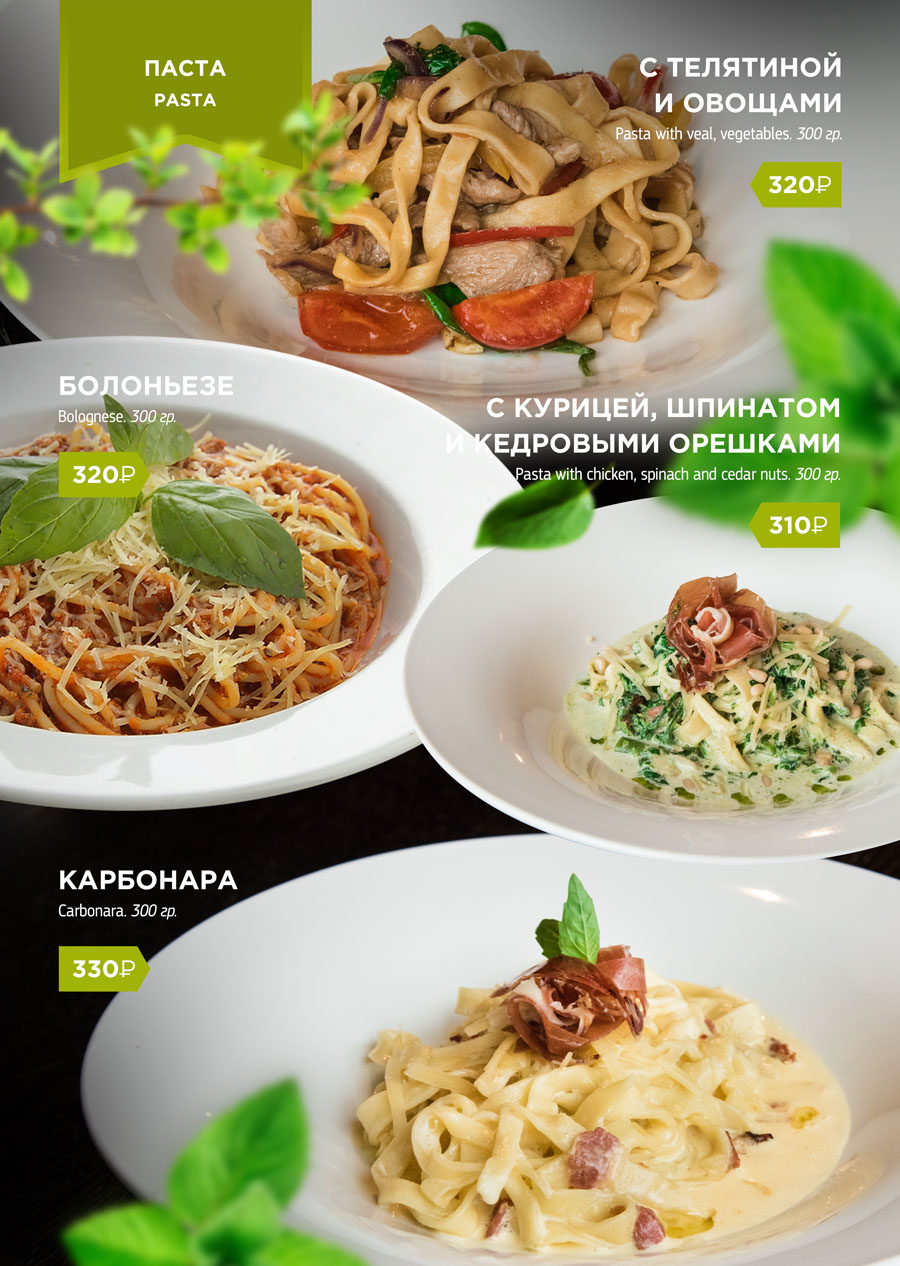 ПАСТА
PASTA
С ТЕЛЯТИНОЙ
И ОВОЩАМИ
Pasta with veal, vegetables. 300 гр.
320₽
БОЛОНЬЕЗЕ
Bolognese. 300 гр.
320₽
С КУРИЦЕЙ, ШПИНАТОМ
И КЕДРОВЫМИ ОРЕШКАМИ
Pasta with chicken, spinach and cedar nuts. 300 гр.
310₽
КАРБОНАРА
Carbonara. 300 гр.
330₽